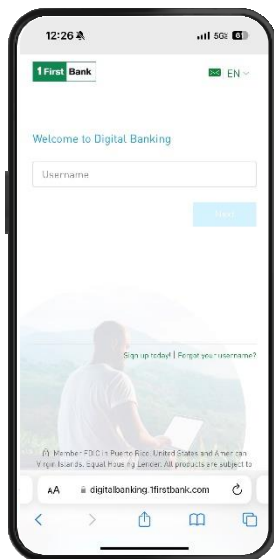 12:26
5G 61
1First Bank
EN
Welcome to Digital Banking
Username
Next
Sign up today! | Forgot your username?
Member FDIC in Puerto Rico, United States and American
Virgin Islands. Equal Housing Lender. All products are subject to
AA digitalbanking.1firstbank.com